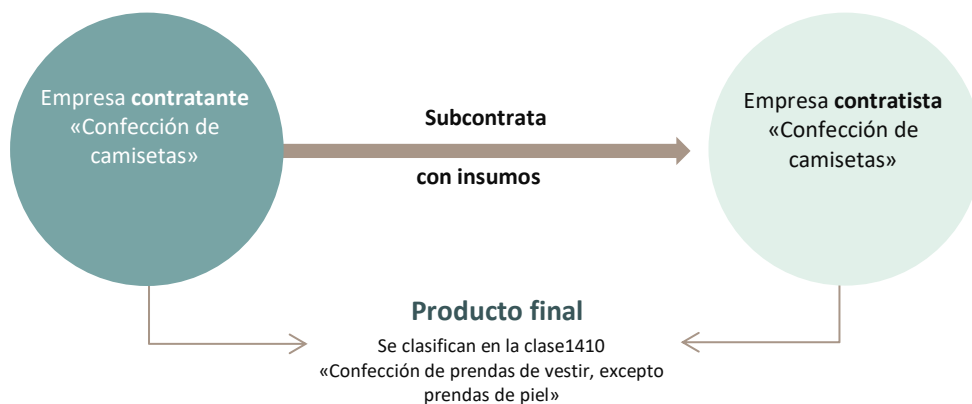 Empresa contratante
«Confección de
camisetas»
Subcontrata
con insumos
Empresa contratista
«Confección de
camisetas»
Producto final
Se clasifican en la clase1410
«Confección de prendas de vestir, excepto
prendas de piel»